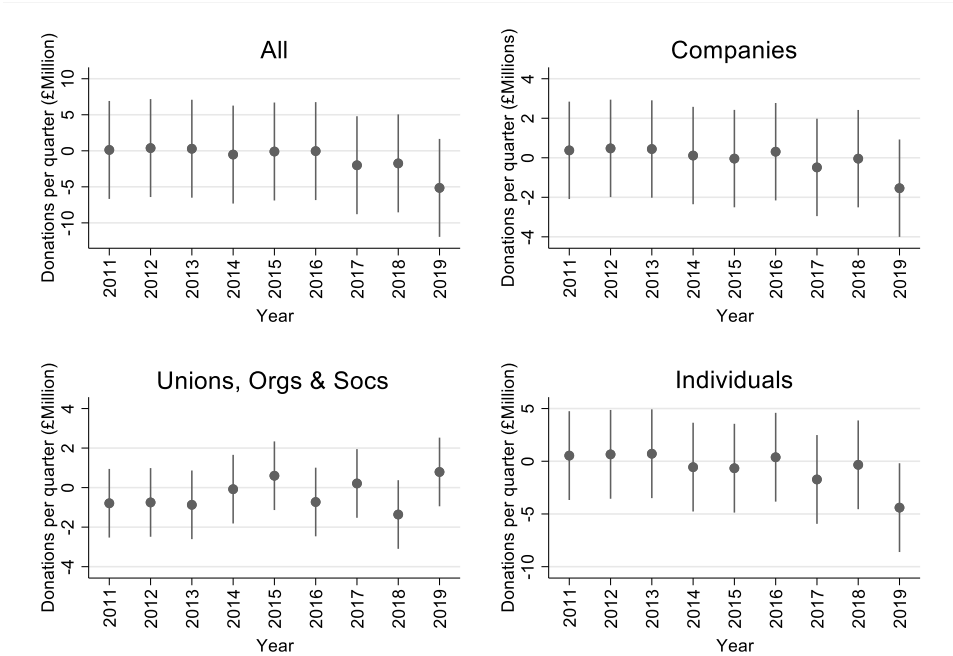 All
Donations per quarter (£Million)
10
5
0
-5
-10
2011 2012 2013 2014 2015 2016 2017 2018 2019
Year
Companies
Donations per quarter (£Millions)
4
2
0
-2
-4
2011 2012 2013 2014 2015 2016 2017 2018 2019
Year
Unions, Orgs & Socs
Donations per quarter (£Million)
4
2
0
-2
-4
2011 2012 2013 2014 2015 2016 2017 2018 2019
Year
Individuals
Donations per quarter (£Million)
5
0
-5
-10
2011 2012 2013 2014 2015 2016 2017 2018 2019
Year